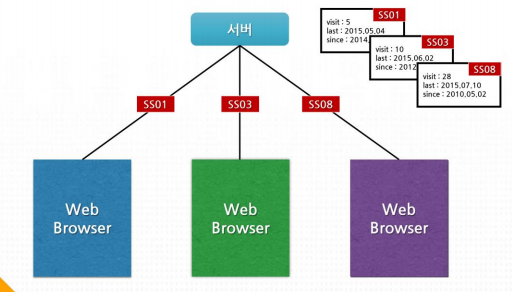 서버
SS01
visit : 5
last : 2015.05.04
since : 2014.
SS03
visit : 10
last : 2015.06.02
since : 2012
SS08
visit : 28
last : 2015.07.10
since : 2010.05.02
SS01
SS03
SS08
Web
Browser
Web
Browser
Web
Browser